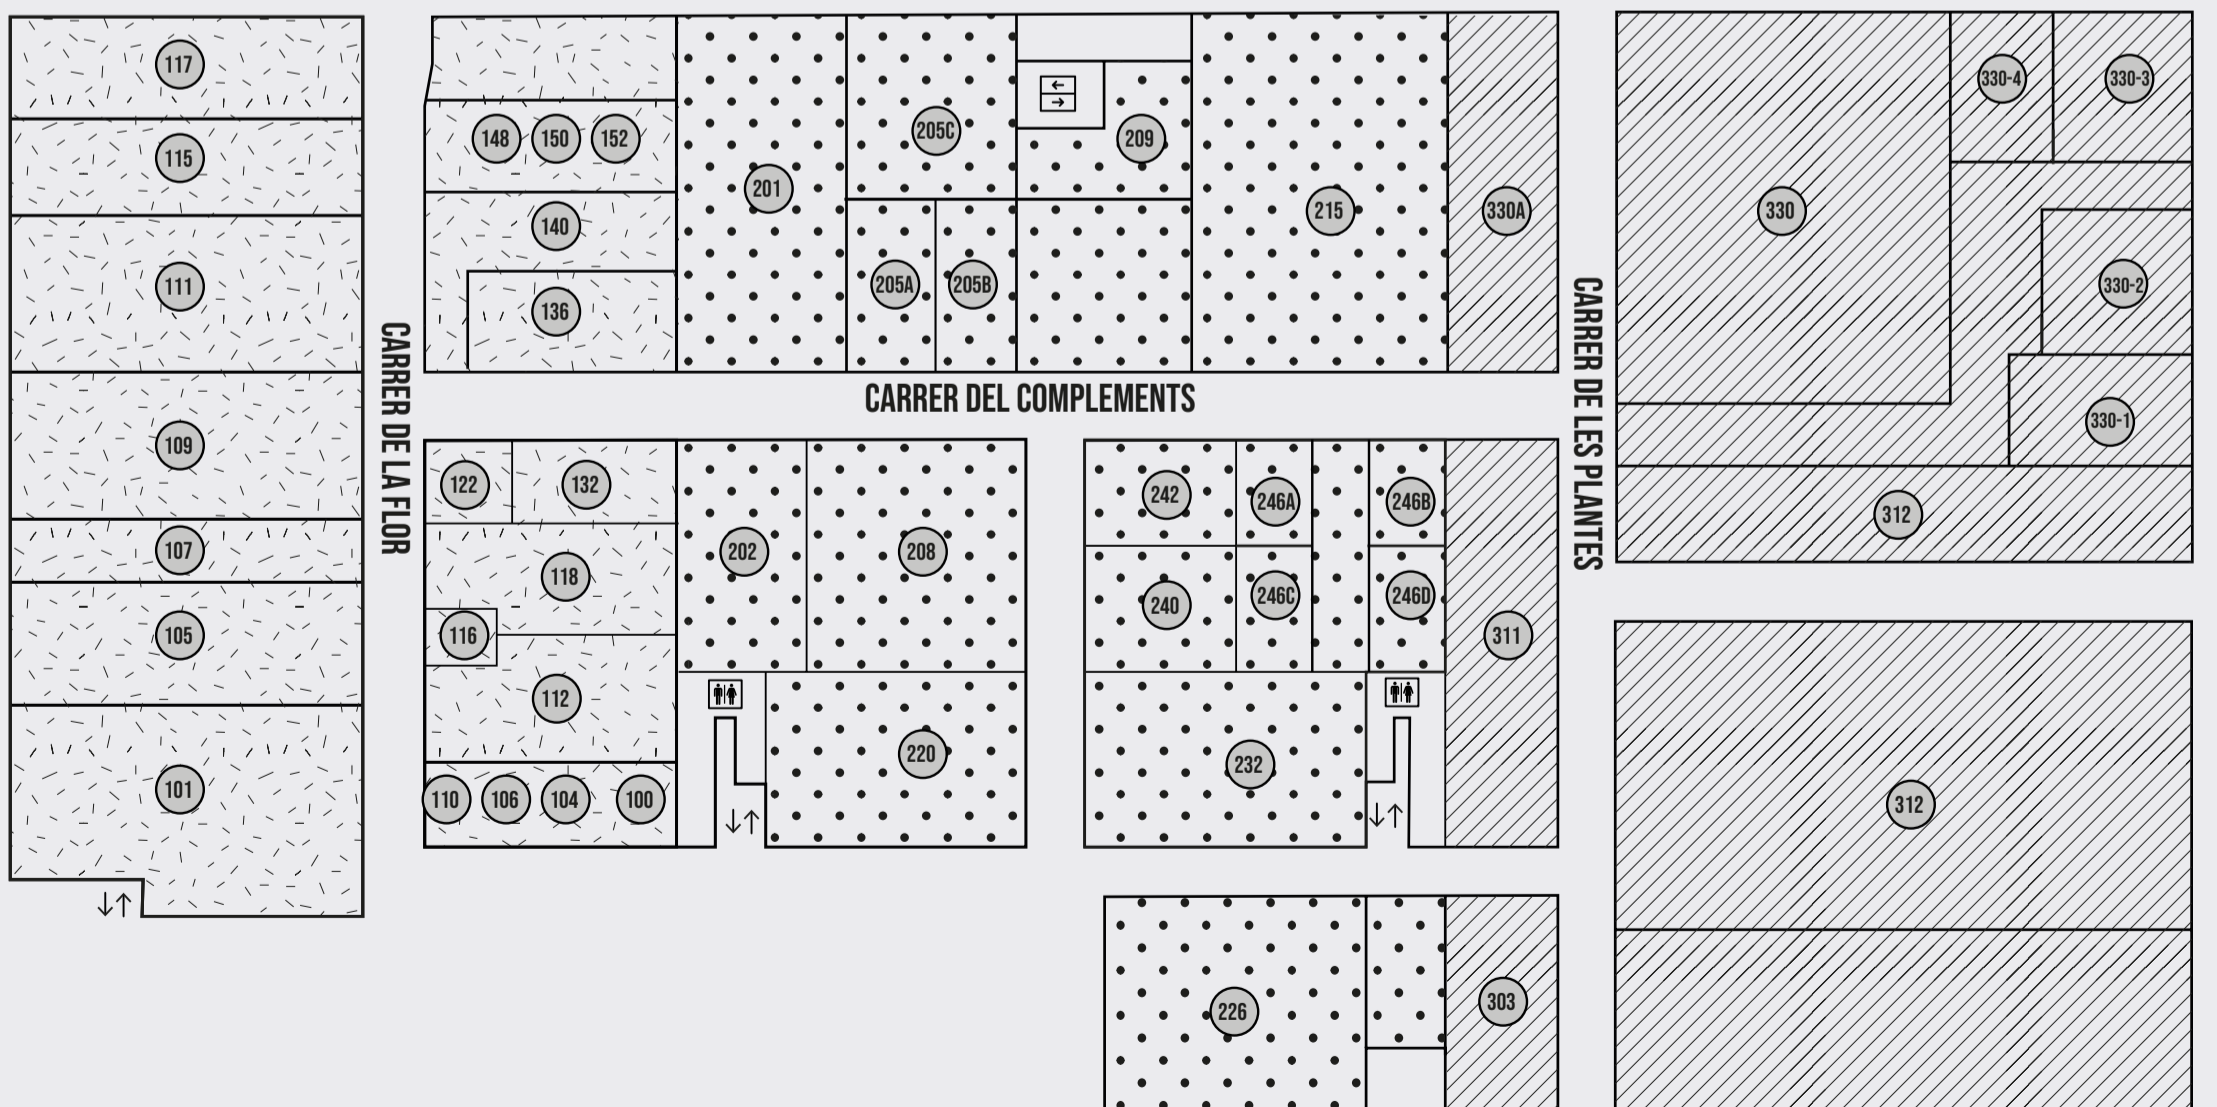 117
115
111
109
107
105
101
CARRER DE LA FLOR
148 150 152
140
136
201
205C
205A 205B
209
215
330A
CARRER DEL COMPLEMENTS
122 132
118
116
112
110 106 104 100
202
208
220
242
246A
246B
240
246C
246D
232
311
226
303
CARRER DE LES PLANTES
330
330-4
330-3
330-2
330-1
312
312